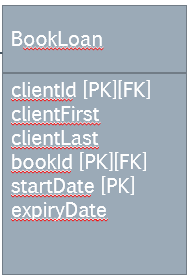 BookLoan
clientId [PK][FK]
clientFirst
clientLast
bookId [PK][FK]
startDate [PK]
expiryDate